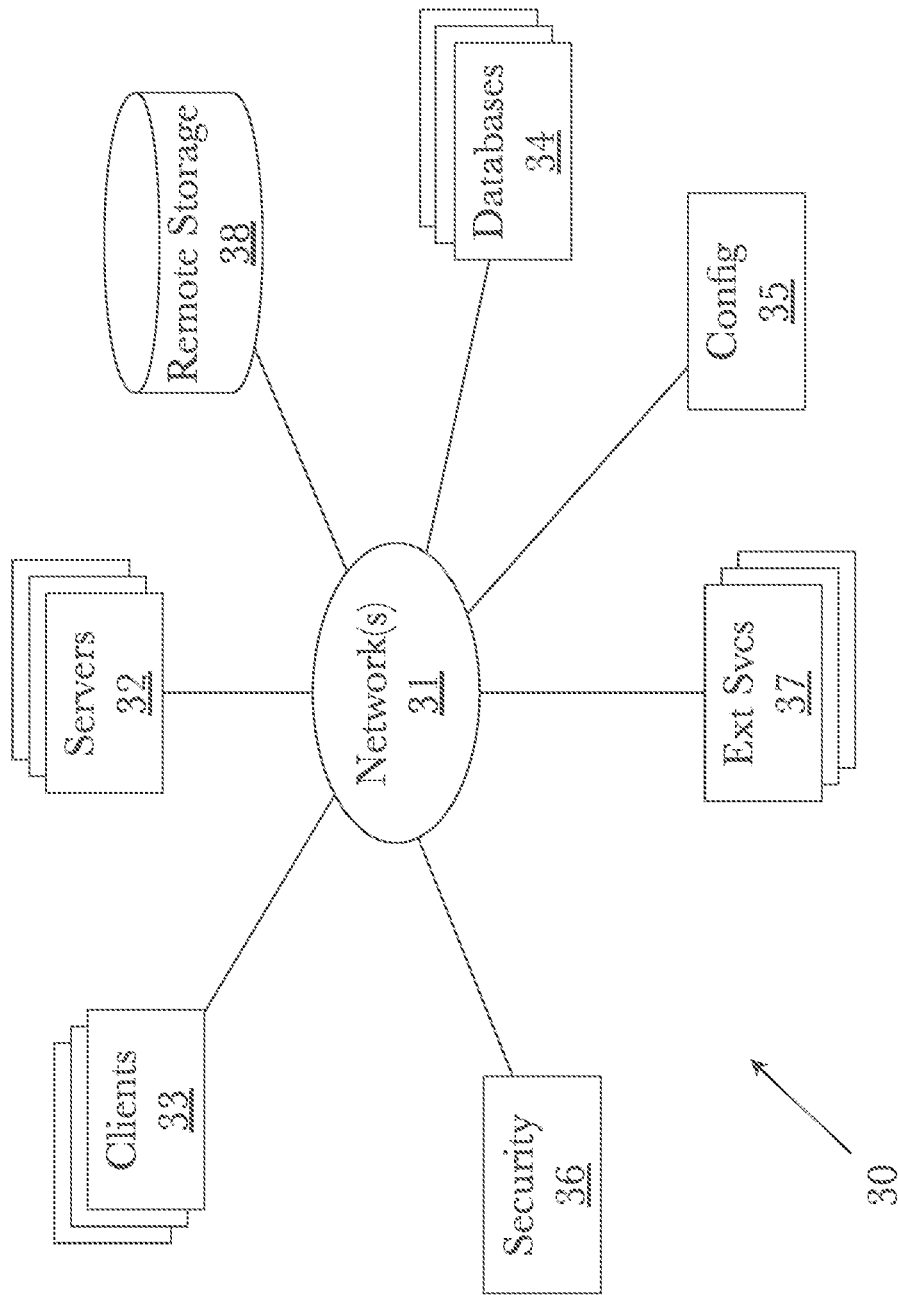 Clients
33
Servers
32
Remote Storage
38
Network(s)
31
Databases
34
Security
36
Ext Svcs
37
Config
35
30